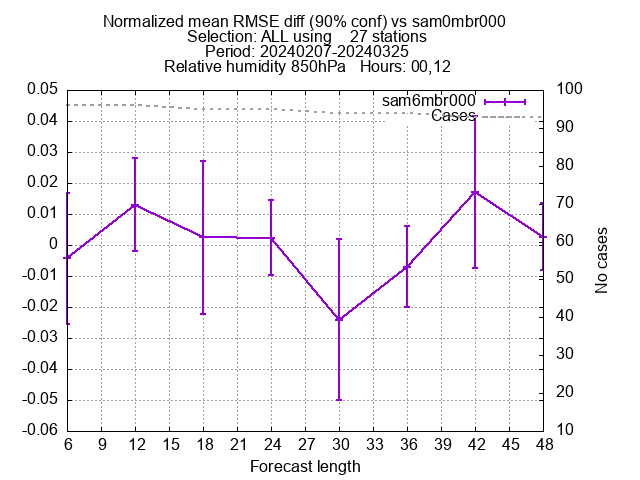 Normalized mean RMSE diff (90% conf) vs sam0mbr000
Selection: ALL using    27 stations
Period: 20240207-20240325
Relative humidity 850hPa   Hours: 00,12
0.05
0.04
0.03
0.02
0.01
0
-0.01
-0.02
-0.03
-0.04
-0.05
-0.06
sam6mbr000
Cases
100
90
80
70
60
50
40
30
20
10
No cases
6 9 12 15 18 21 24 27 30 33 36 39 42 45 48
Forecast length